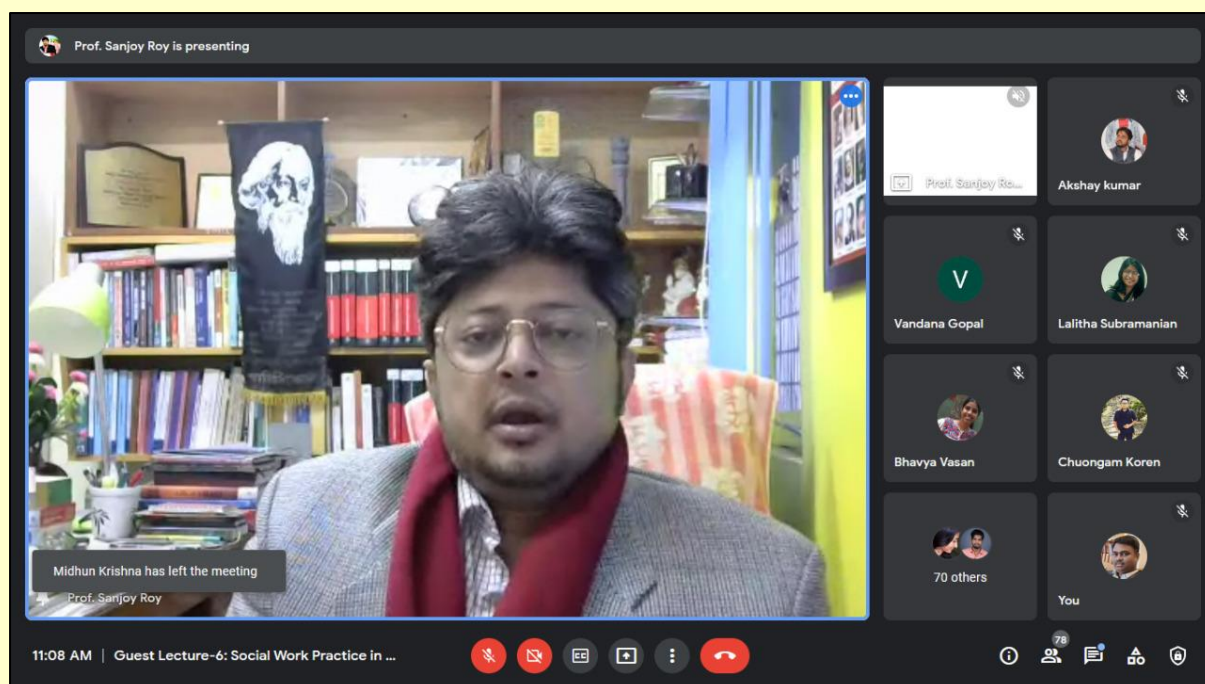 Prof. Sanjoy Roy is presenting
Midhun Krishna has left the meeting
Prof. Sanjoy Roy
Prof. Sanjoy Ro...
Akshay kumar
V
Vandana Gopal
Lalitha Subramanian
Bhavya Vasan
Chuongam Koren
70 others
You
11:08 AM | Guest Lecture-6: Social Work Practice in ...
CC
78